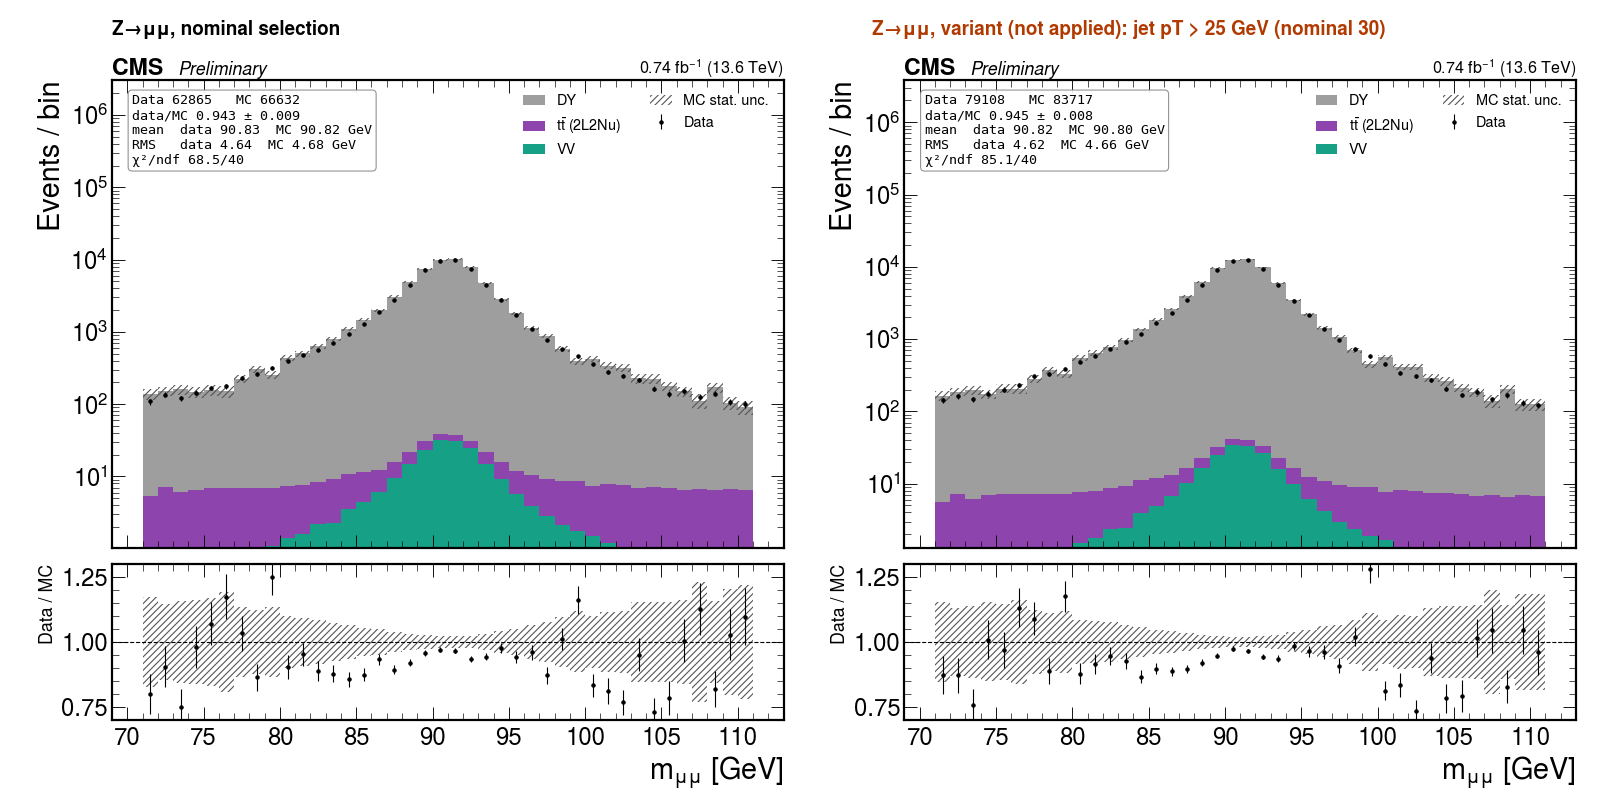 Z→μμ, nominal selection
CMS Preliminary 0.74 fb⁻¹ (13.6 TeV)
Events / bin
10⁶
10⁵
10⁴
10³
10²
10¹
Data 62865 MC 66632
data/MC 0.943 ± 0.009
mean data 90.83 MC 90.82 GeV
RMS data 4.64 MC 4.68 GeV
χ²/ndf 68.5/40
DY
tt̄ (2L2Nu)
VV
MC stat. unc.
Data
Data / MC
1.25
1.00
0.75
70 75 80 85 90 95 100 105 110
m_μμ [GeV]
Z→μμ, variant (not applied): jet pT > 25 GeV (nominal 30)
CMS Preliminary 0.74 fb⁻¹ (13.6 TeV)
Events / bin
10⁶
10⁵
10⁴
10³
10²
10¹
Data 79108 MC 83717
data/MC 0.945 ± 0.008
mean data 90.82 MC 90.80 GeV
RMS data 4.62 MC 4.66 GeV
χ²/ndf 85.1/40
DY
tt̄ (2L2Nu)
VV
MC stat. unc.
Data
Data / MC
1.25
1.00
0.75
70 75 80 85 90 95 100 105 110
m_μμ [GeV]